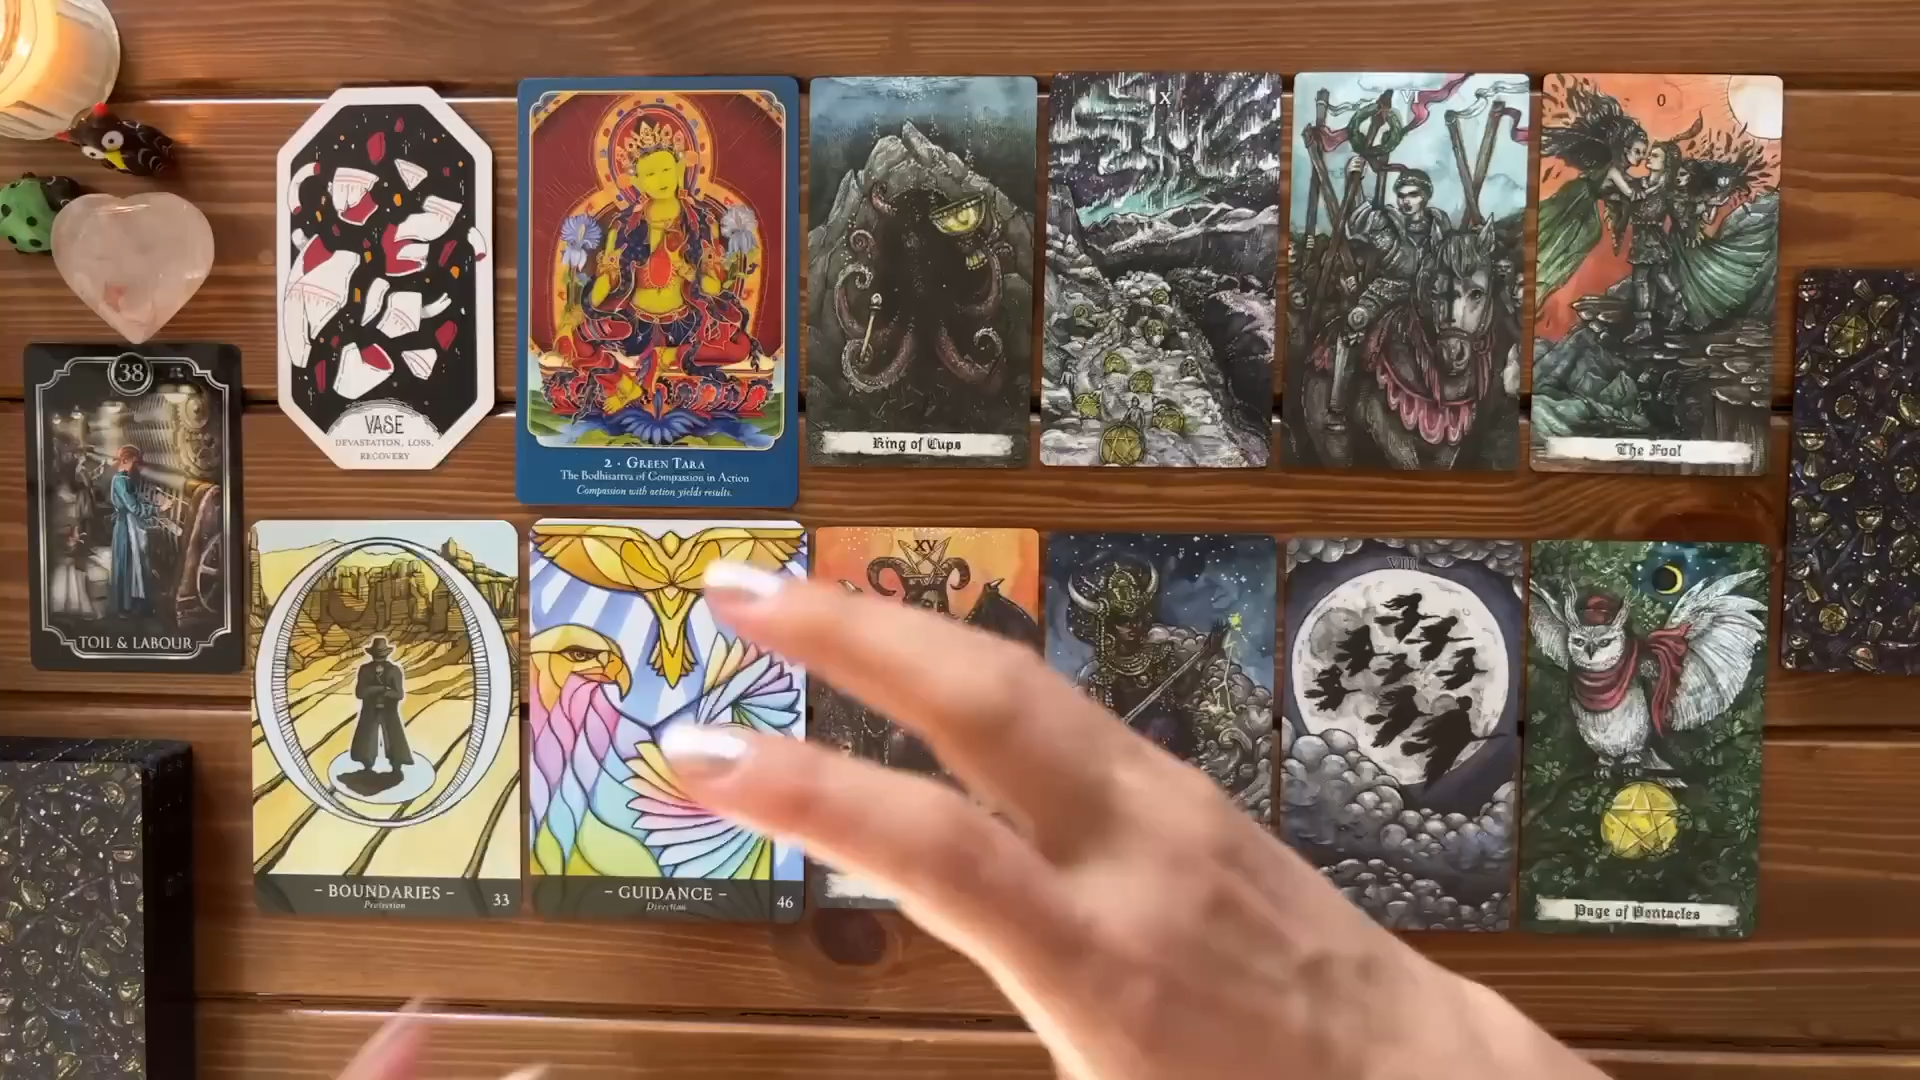 38
TOIL & LABOUR
VASE
DEVASTATION, LOSS,
RECOVERY
2 · GREEN TARA
The Bodhisattva of Compassion in Action
Compassion with action yields results.
King of Cups
X
VI
0
The Fool
- BOUNDARIES -
Protection
33
- GUIDANCE -
Direction
46
XV
VIII
Page of Pentacles